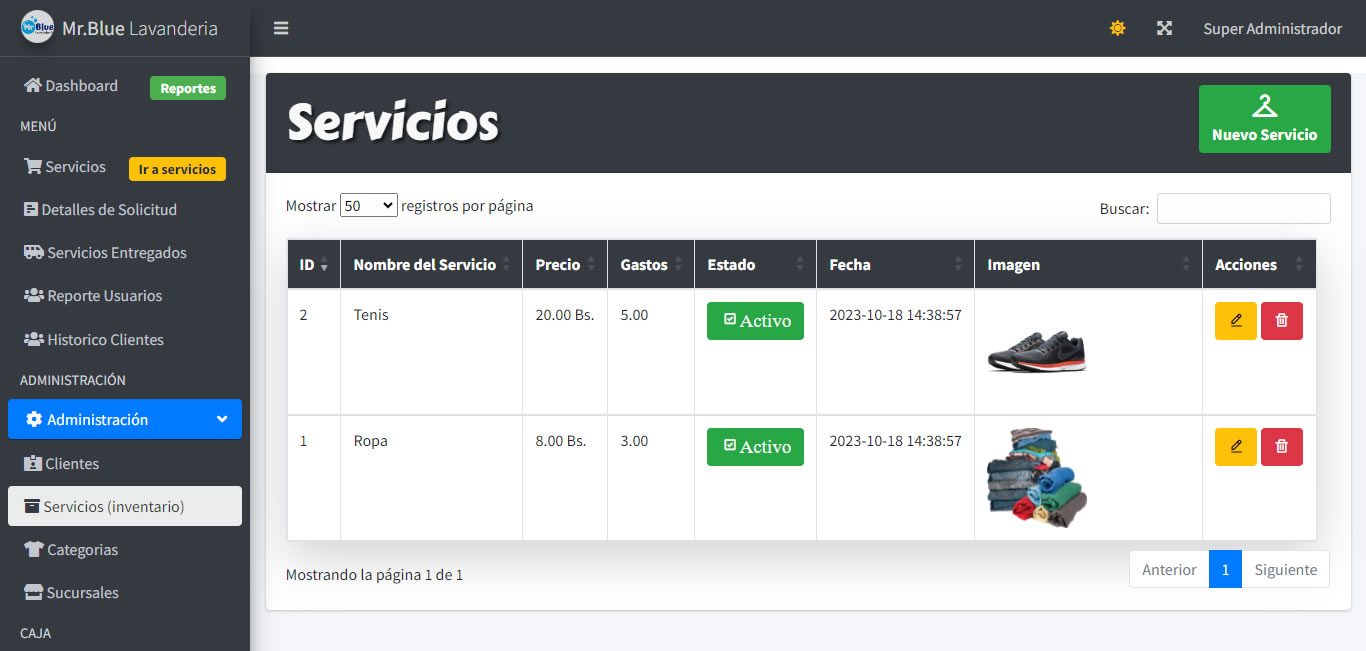 Mr.Blue Lavanderia
Super Administrador
Dashboard Reportes
MENÚ
Servicios Ir a servicios
Detalles de Solicitud
Servicios Entregados
Reporte Usuarios
Historico Clientes
ADMINISTRACIÓN
Administración
Clientes
Servicios (inventario)
Categorias
Sucursales
CAJA
Servicios
Nuevo Servicio
Mostrar 50 registros por página
Buscar:
ID Nombre del Servicio Precio Gastos Estado Fecha Imagen Acciones
2 Tenis 20.00 Bs. 5.00 Activo 2023-10-18 14:38:57
1 Ropa 8.00 Bs. 3.00 Activo 2023-10-18 14:38:57
Mostrando la página 1 de 1
Anterior 1 Siguiente